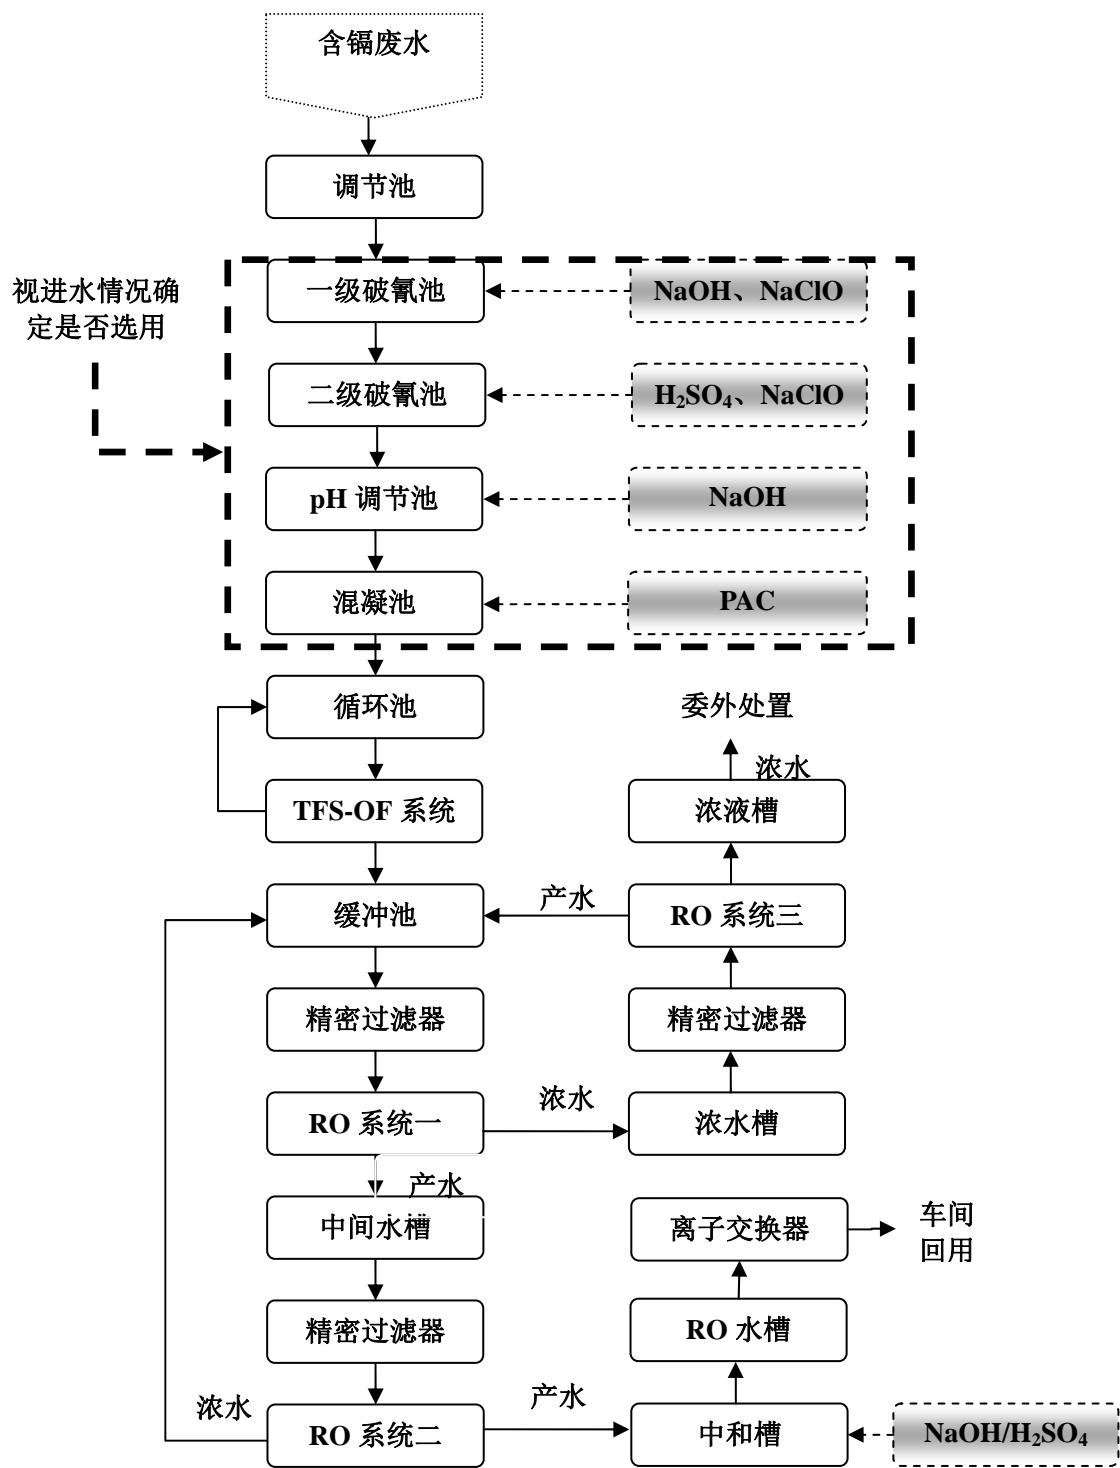 含镉废水
调节池
视进水情况确
定是否选用
一级破氰池
NaOH、NaClO
二级破氰池
H₂SO₄、NaClO
pH 调节池
NaOH
混凝池
PAC
循环池
委外处置
浓水
TFS-OF 系统
浓液槽
缓冲池
产水
RO 系统三
精密过滤器
精密过滤器
RO 系统一
浓水
浓水槽
产水
中间水槽
离子交换器
车间
回用
精密过滤器
RO 水槽
浓水
RO 系统二
产水
中和槽
NaOH/H₂SO₄